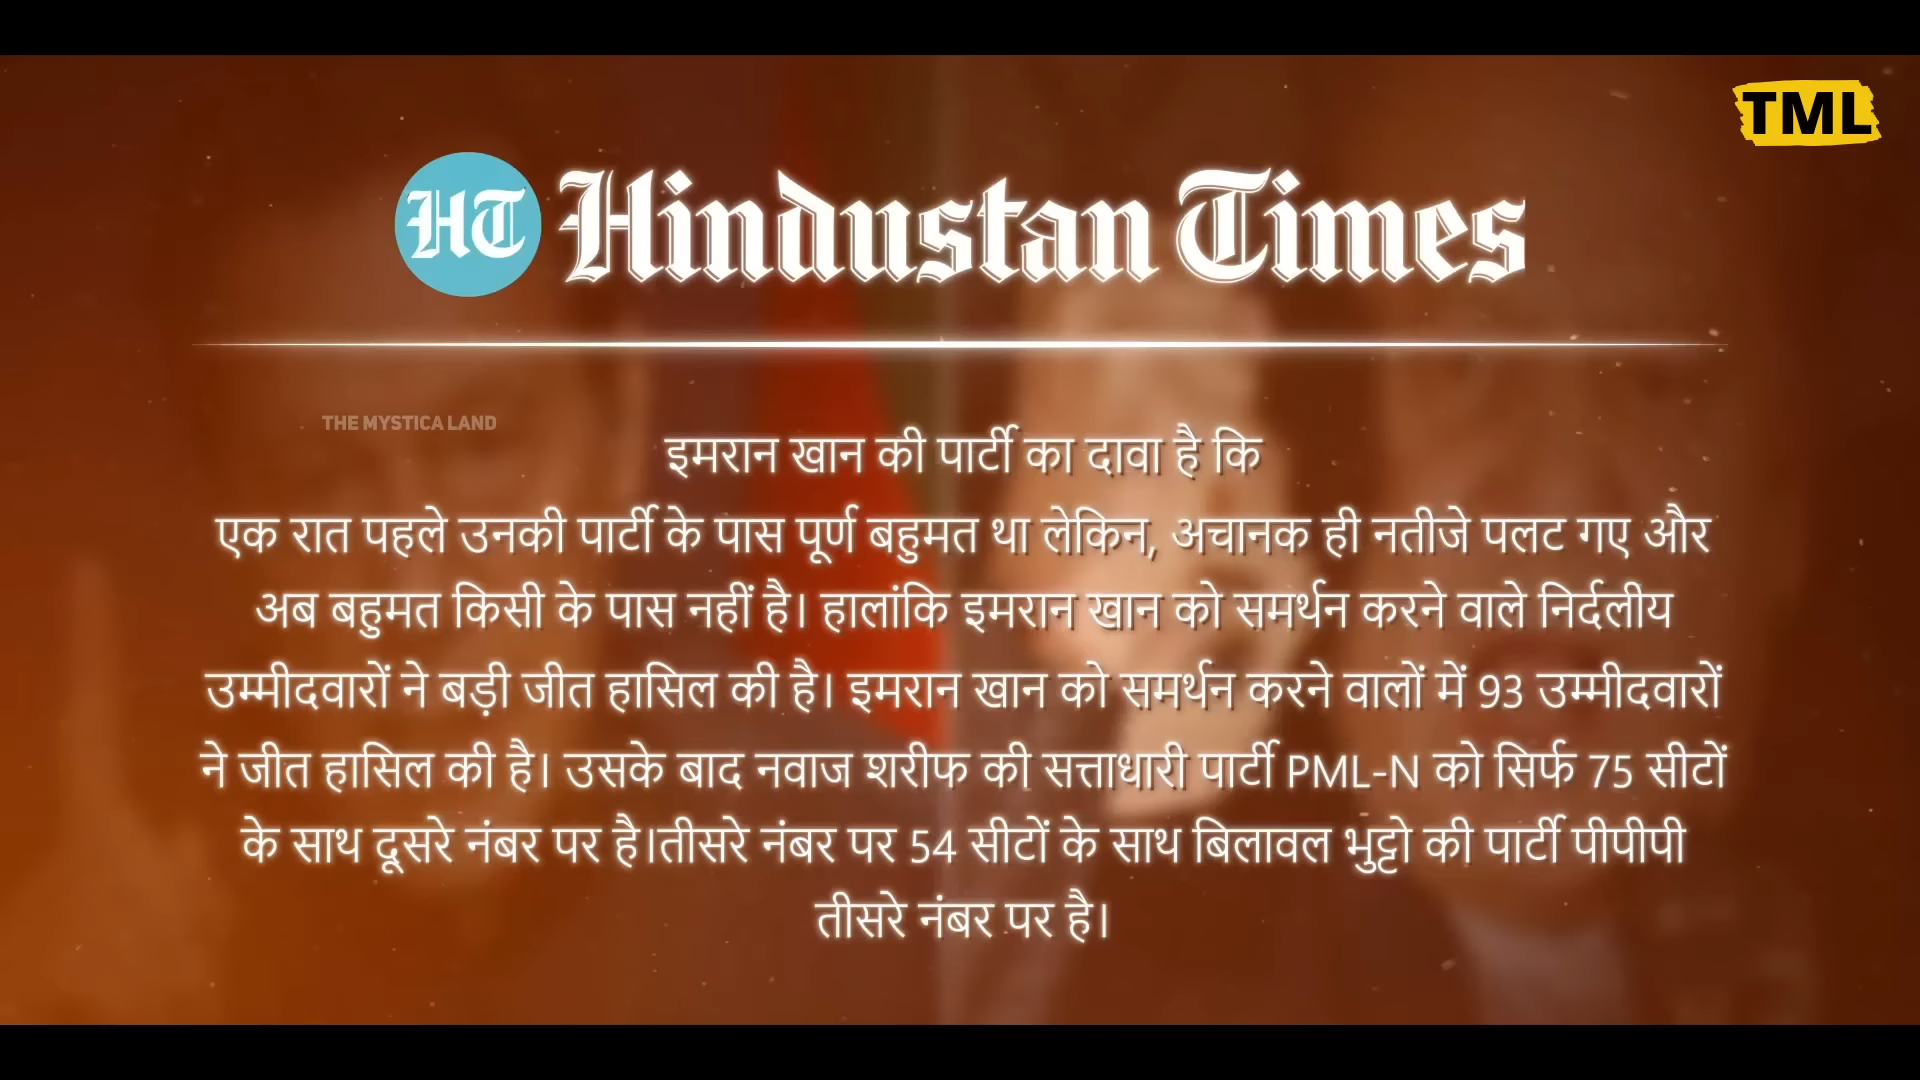 TML
HT Hindustan Times
THE MYSTICA LAND
इमरान खान की पार्टी का दावा है कि
एक रात पहले उनकी पार्टी के पास पूर्ण बहुमत था लेकिन, अचानक ही नतीजे पलट गए और
अब बहुमत किसी के पास नहीं है। हालांकि इमरान खान को समर्थन करने वाले निर्दलीय
उम्मीदवारों ने बड़ी जीत हासिल की है। इमरान खान को समर्थन करने वालों में 93 उम्मीदवारों
ने जीत हासिल की है। उसके बाद नवाज शरीफ की सत्ताधारी पार्टी PML-N को सिर्फ 75 सीटों
के साथ दूसरे नंबर पर है।तीसरे नंबर पर 54 सीटों के साथ बिलावल भुट्टो की पार्टी पीपीपी
तीसरे नंबर पर है।